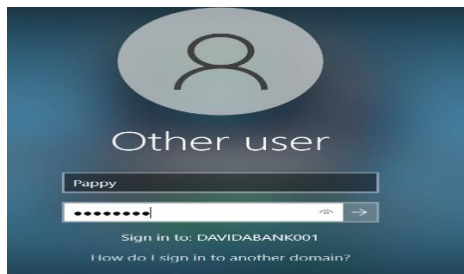 Other user
Pappy
Sign in to: DAVIDABANK001
How do I sign in to another domain?